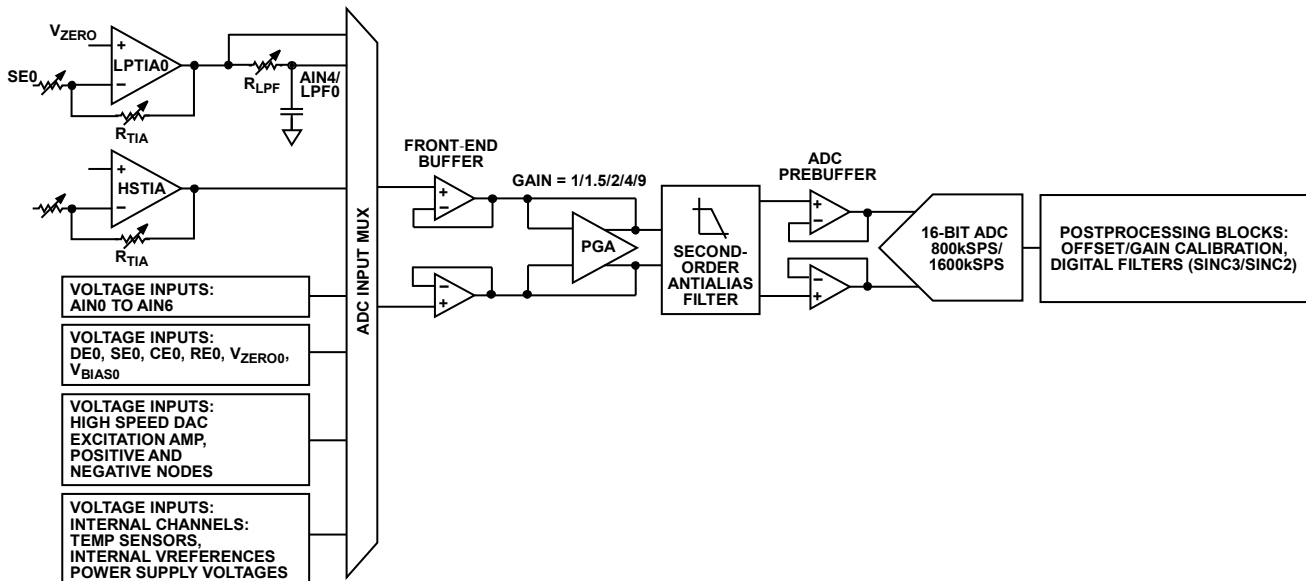 VZERO
+
LPTIA0
SE0
−
RTIA
RLPF
AIN4/
LPF0
+
HSTIA
−
RTIA
VOLTAGE INPUTS:
AIN0 TO AIN6
VOLTAGE INPUTS:
DE0, SE0, CE0, RE0, VZERO0,
VBIAS0
VOLTAGE INPUTS:
HIGH SPEED DAC
EXCITATION AMP,
POSITIVE AND
NEGATIVE NODES
VOLTAGE INPUTS:
INTERNAL CHANNELS:
TEMP SENSORS,
INTERNAL VREFERENCES
POWER SUPPLY VOLTAGES
ADC INPUT MUX
FRONT-END
BUFFER
+
−
−
+
GAIN = 1/1.5/2/4/9
PGA
SECOND-
ORDER
ANTIALIAS
FILTER
ADC
PREBUFFER
+
−
−
+
16-BIT ADC
800kSPS/
1600kSPS
POSTPROCESSING BLOCKS:
OFFSET/GAIN CALIBRATION,
DIGITAL FILTERS (SINC3/SINC2)